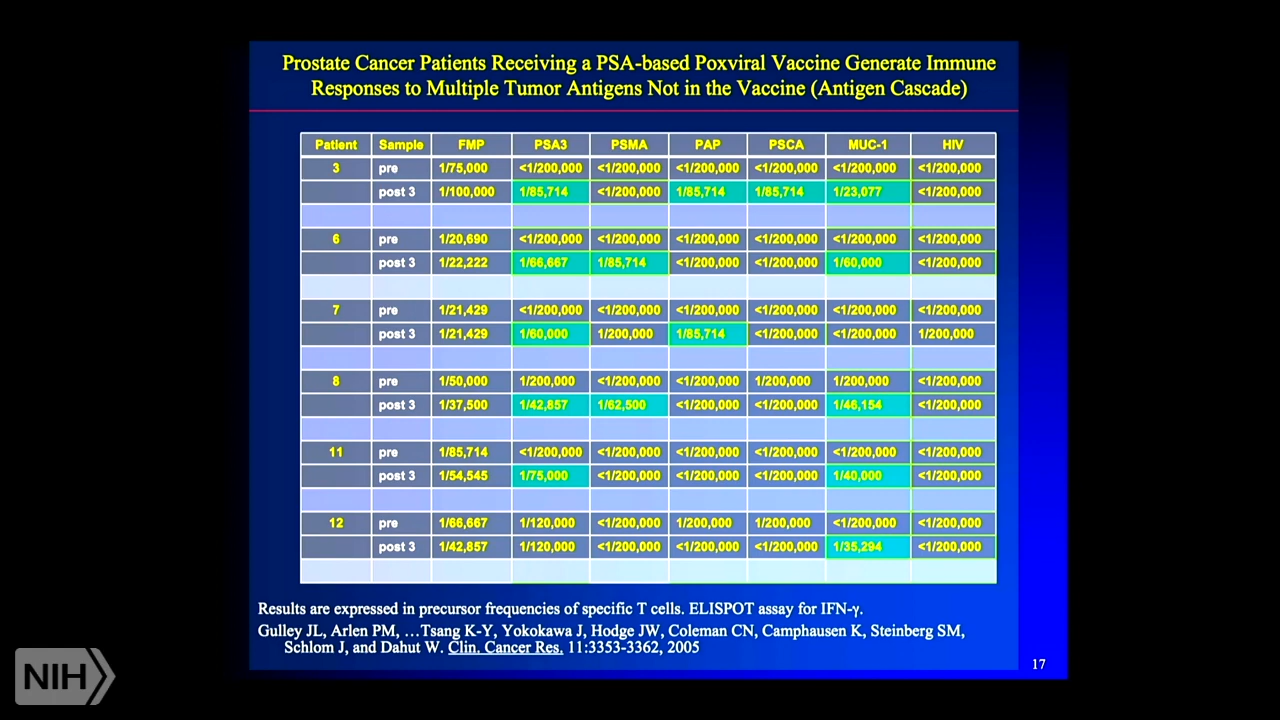 Prostate Cancer Patients Receiving a PSA-based Poxviral Vaccine Generate Immune
Responses to Multiple Tumor Antigens Not in the Vaccine (Antigen Cascade)
Patient Sample FMP PSA3 PSMA PAP PSCA MUC-1 HIV
3 pre 1/75,000 <1/200,000 <1/200,000 <1/200,000 <1/200,000 <1/200,000 <1/200,000
post 3 1/100,000 1/85,714 <1/200,000 1/85,714 1/85,714 1/23,077 <1/200,000
6 pre 1/20,690 <1/200,000 <1/200,000 <1/200,000 <1/200,000 <1/200,000 <1/200,000
post 3 1/22,222 1/66,667 1/85,714 <1/200,000 <1/200,000 1/60,000 <1/200,000
7 pre 1/21,429 <1/200,000 <1/200,000 <1/200,000 <1/200,000 <1/200,000 <1/200,000
post 3 1/21,429 1/60,000 1/200,000 1/85,714 <1/200,000 <1/200,000 1/200,000
8 pre 1/50,000 1/200,000 <1/200,000 <1/200,000 1/200,000 1/200,000 <1/200,000
post 3 1/37,500 1/42,857 1/62,500 <1/200,000 <1/200,000 1/46,154 <1/200,000
11 pre 1/85,714 <1/200,000 <1/200,000 <1/200,000 <1/200,000 <1/200,000 <1/200,000
post 3 1/54,545 1/75,000 <1/200,000 <1/200,000 <1/200,000 1/40,000 <1/200,000
12 pre 1/66,667 1/120,000 <1/200,000 1/200,000 1/200,000 <1/200,000 <1/200,000
post 3 1/42,857 1/120,000 <1/200,000 <1/200,000 <1/200,000 1/35,294 <1/200,000
Results are expressed in precursor frequencies of specific T cells. ELISPOT assay for IFN-γ.
Gulley JL, Arlen PM, …Tsang K-Y, Yokokawa J, Hodge JW, Coleman CN, Camphausen K, Steinberg SM,
Schlom J, and Dahut W. Clin. Cancer Res. 11:3353-3362, 2005
17
NIH